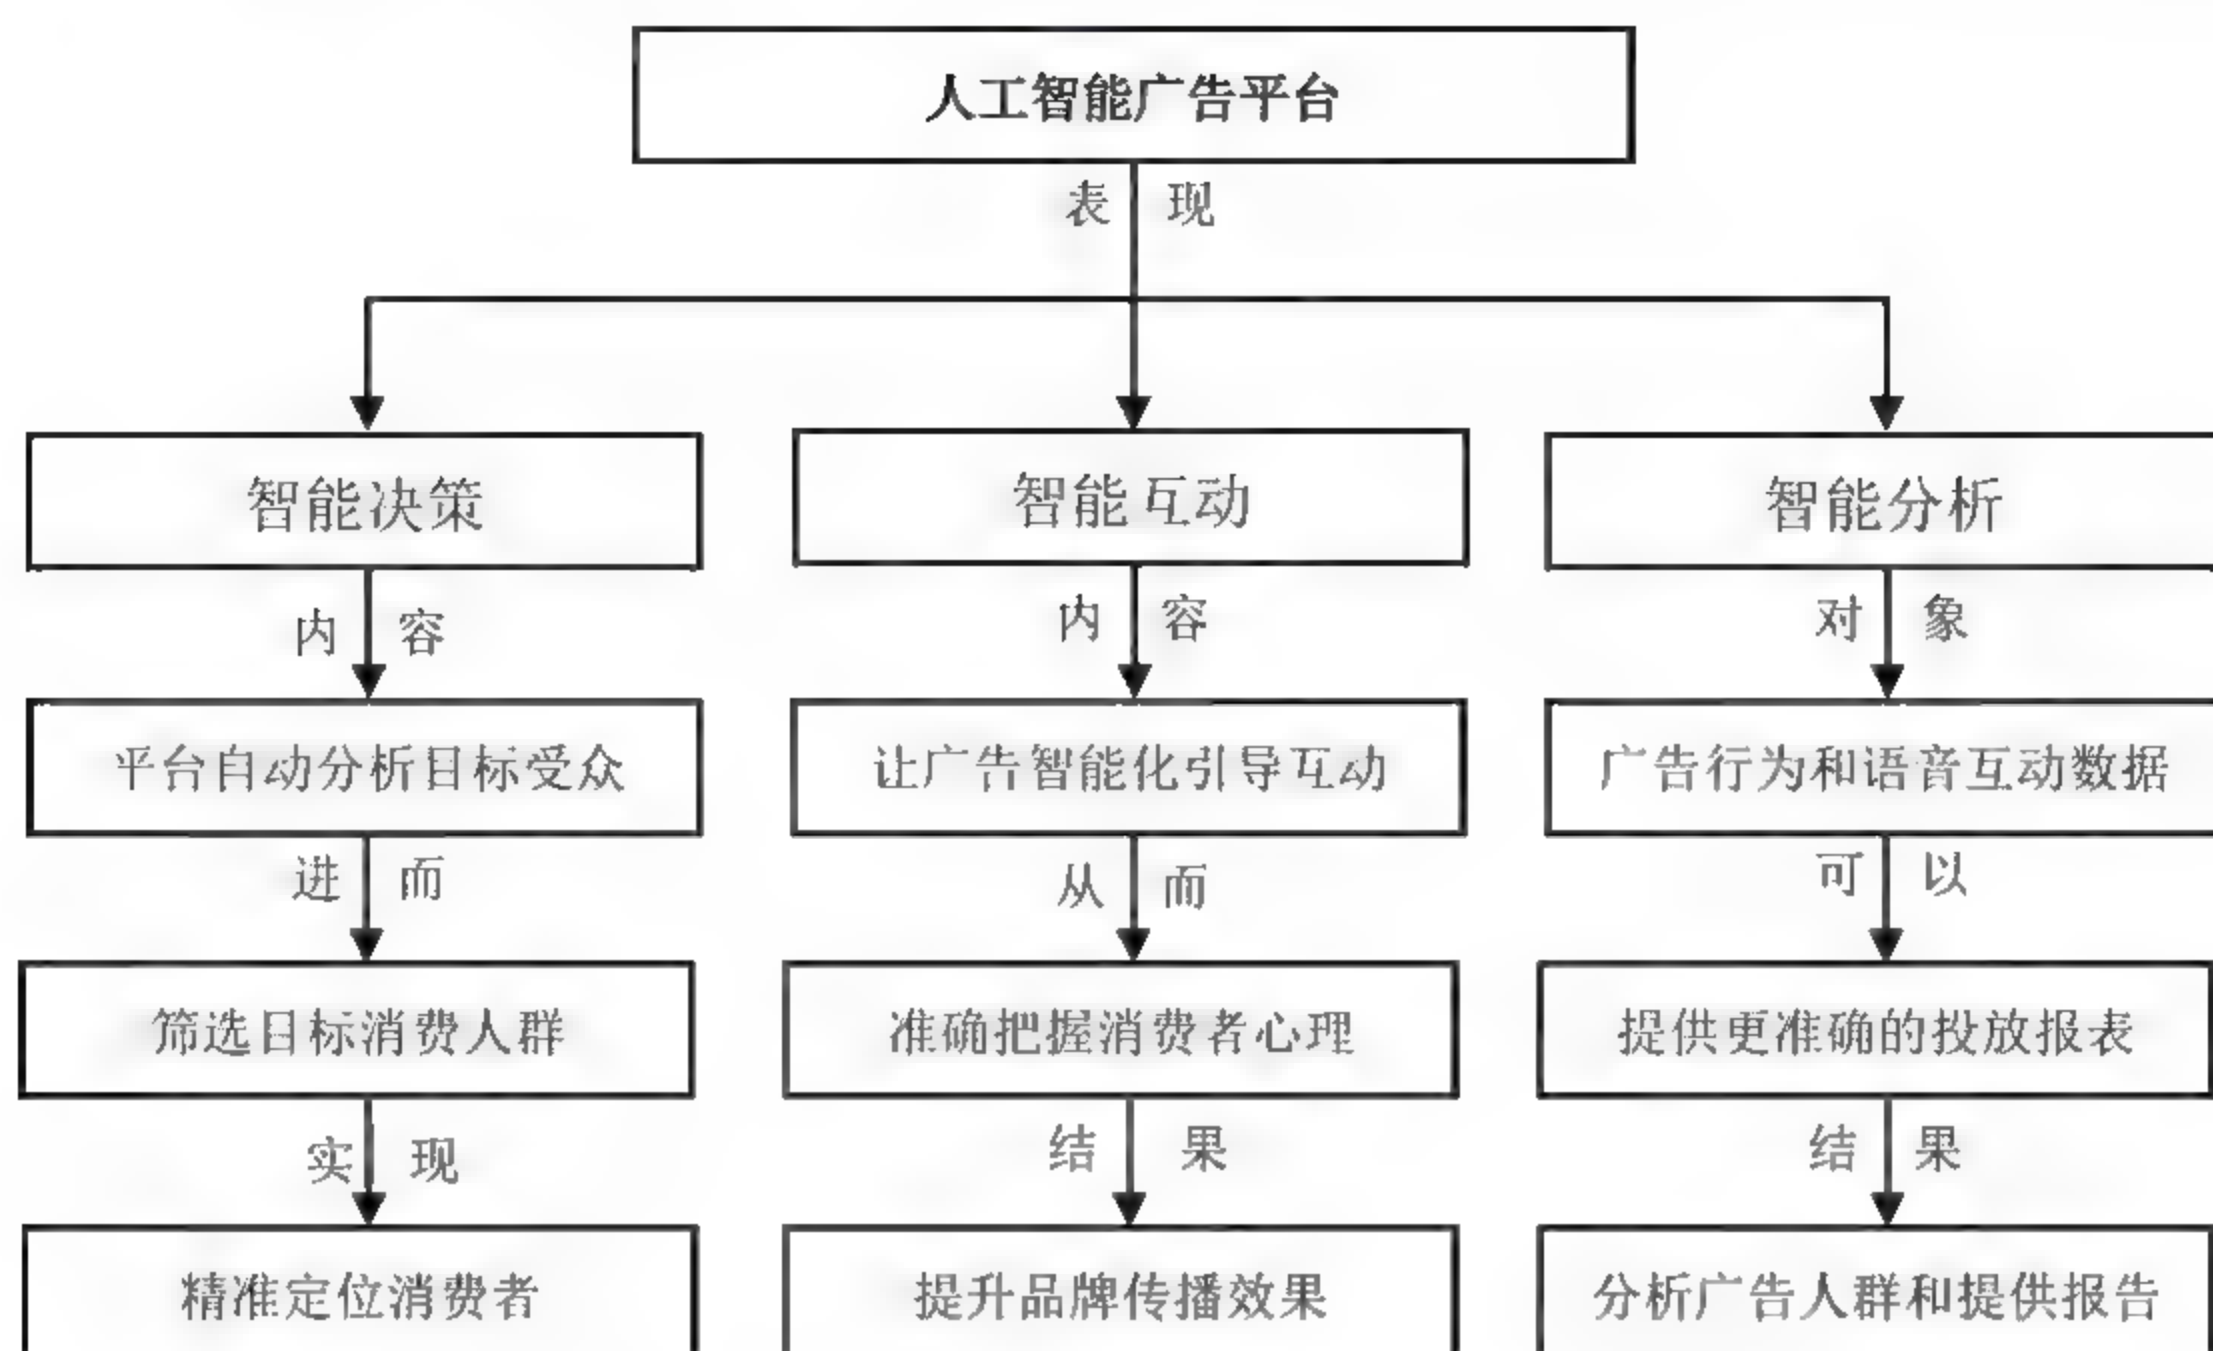 人工智能广告平台
表 现
智能决策 智能互动 智能分析
内 容 内 容 对 象
平台自动分析目标受众 让广告智能化引导互动 广告行为和语音互动数据
进 而 从 而 可 以
筛选目标消费人群 准确把握消费者心理 提供更准确的投放报表
实 现 结 果 结 果
精准定位消费者 提升品牌传播效果 分析广告人群和提供报告